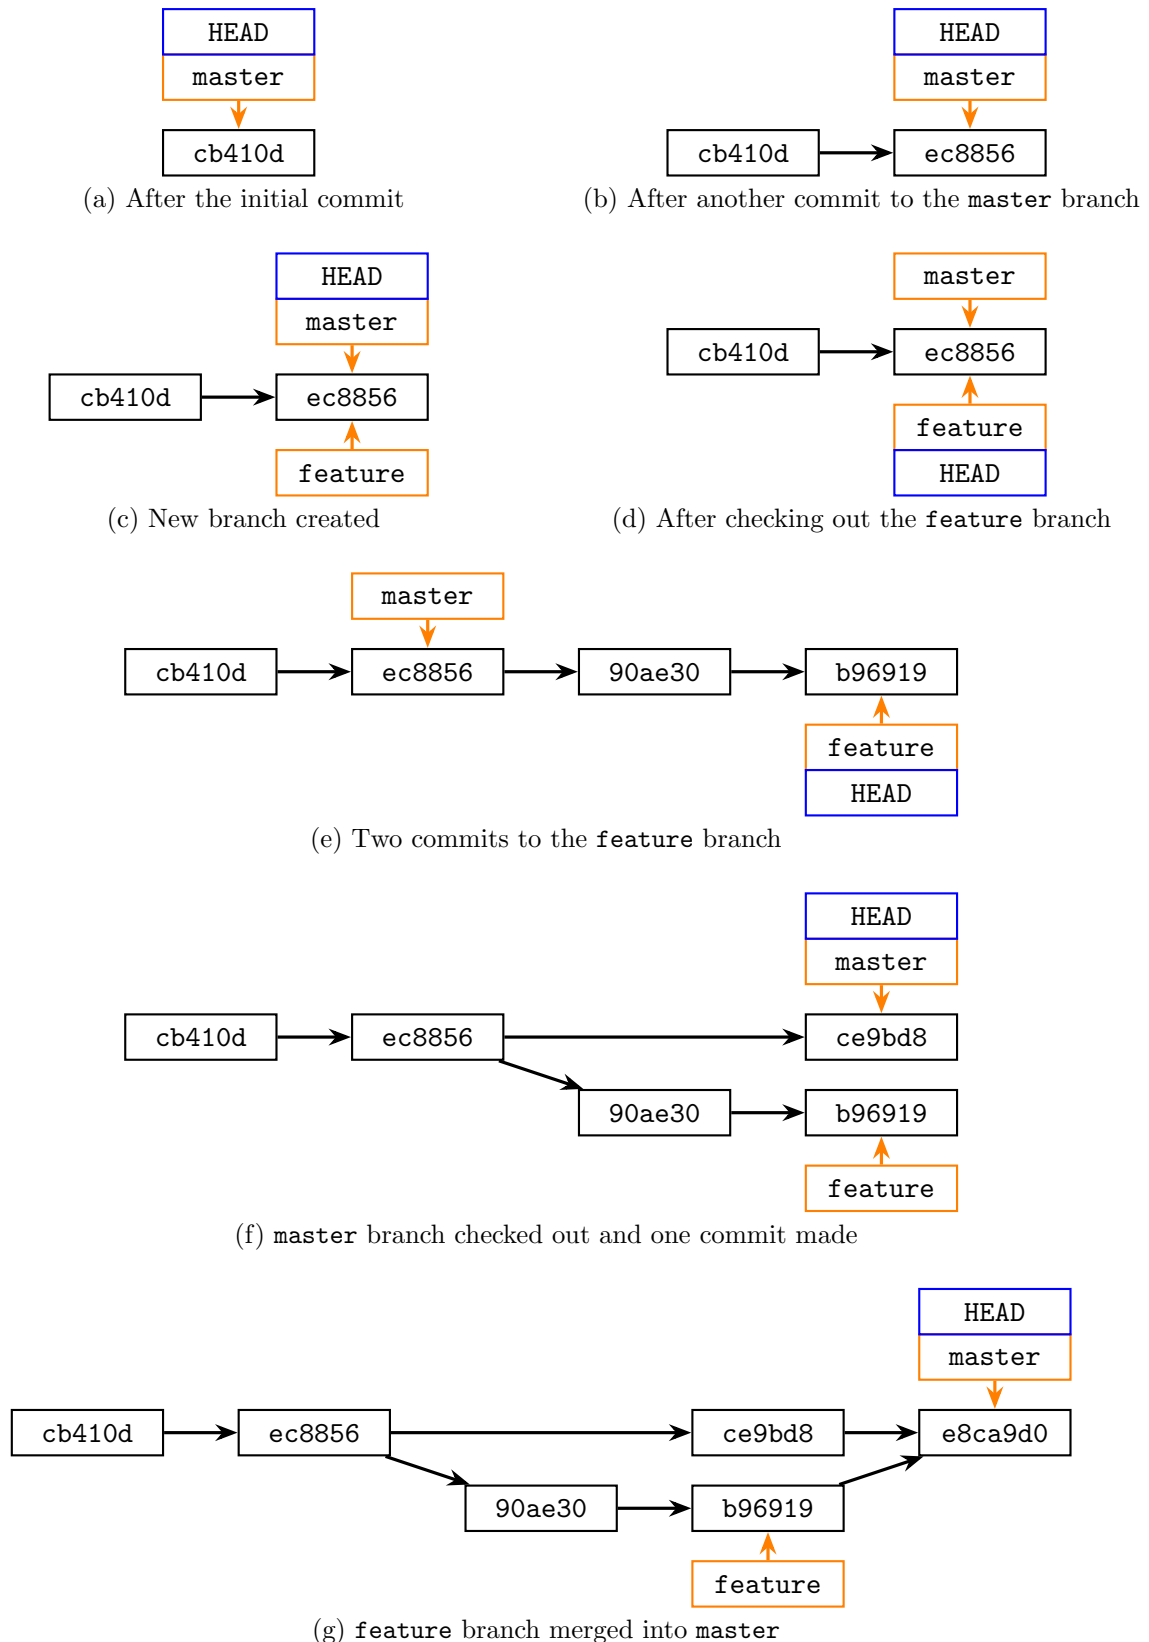 HEAD HEAD
master master
cb410d cb410d ec8856
(a) After the initial commit (b) After another commit to the master branch
HEAD master
master
cb410d ec8856
cb410d ec8856
feature
feature HEAD
(c) New branch created (d) After checking out the feature branch
master
cb410d ec8856 90ae30 b96919
feature
HEAD
(e) Two commits to the feature branch
HEAD
master
cb410d ec8856 ce9bd8
90ae30 b96919
feature
(f) master branch checked out and one commit made
HEAD
master
cb410d ec8856 ce9bd8 e8ca9d0
90ae30 b96919
feature
(g) feature branch merged into master